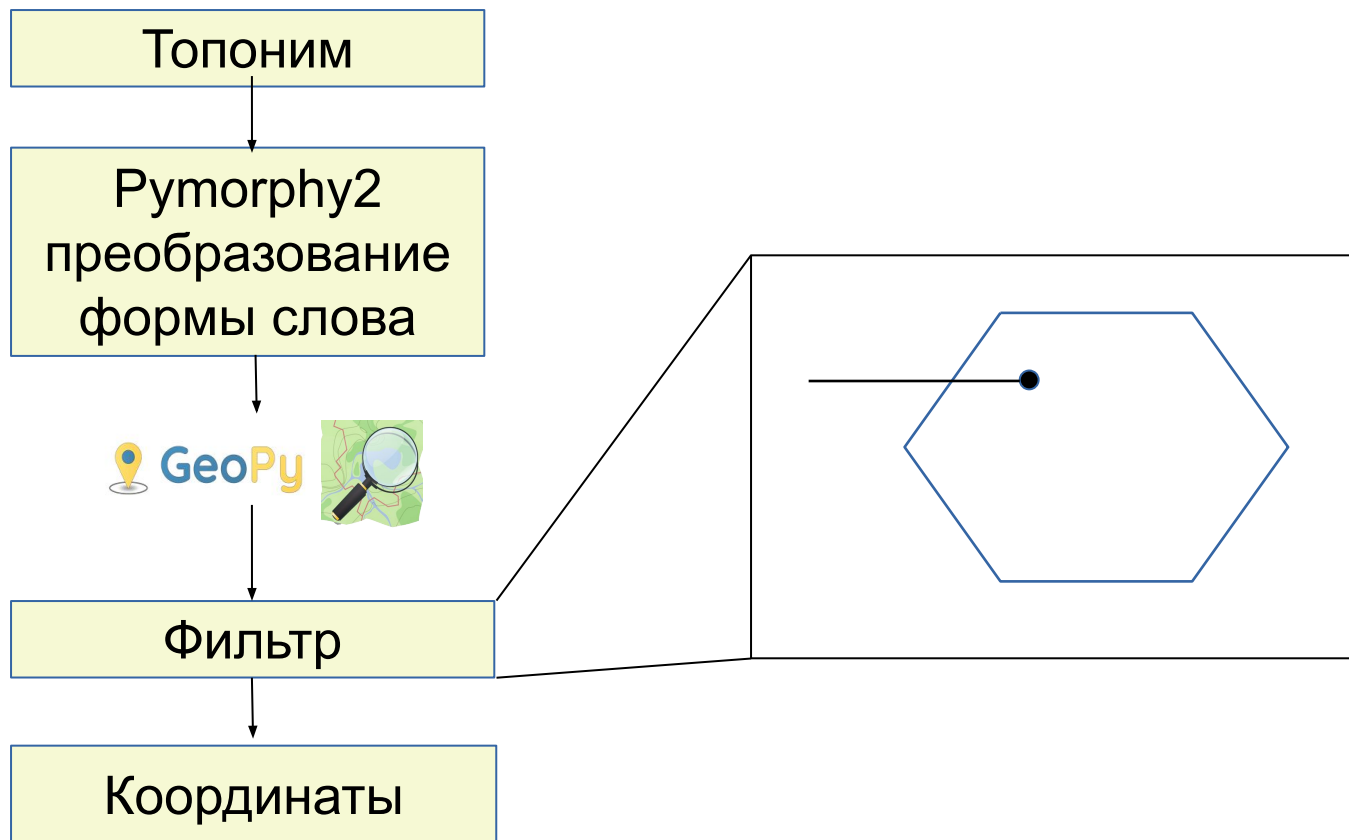 Топоним
Pymorphy2
преобразование
формы слова
GeoPy
Фильтр
Координаты